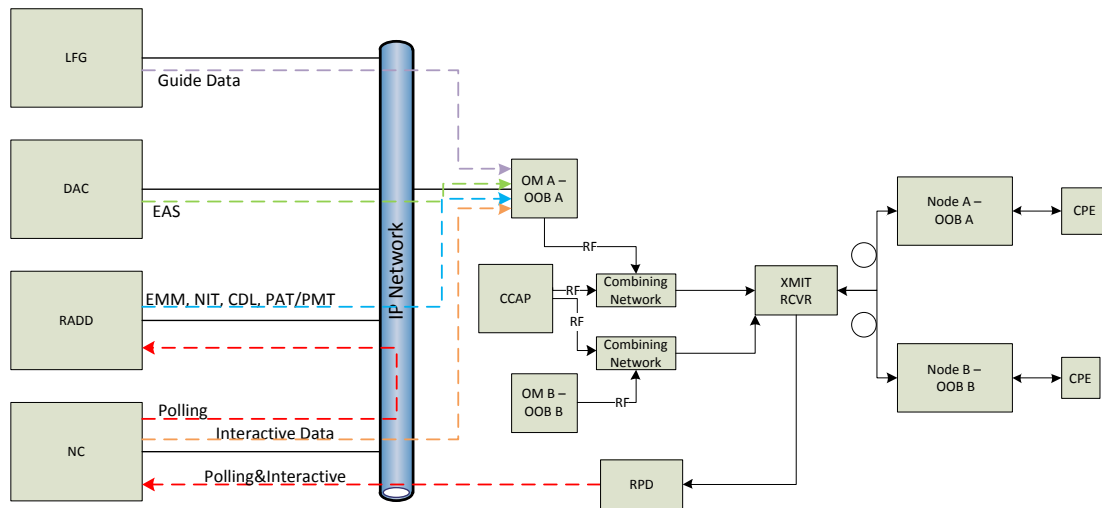 LFG
Guide Data
DAC
EAS
RADD
EMM, NIT, CDL, PAT/PMT
NC
Polling
Interactive Data
Polling&Interactive
IP Network
OM A –
OOB A
RF
CCAP
RF
RF
Combining
Network
Combining
Network
OM B –
OOB B
RF
XMIT
RCVR
RPD
Node A –
OOB A
CPE
Node B –
OOB B
CPE